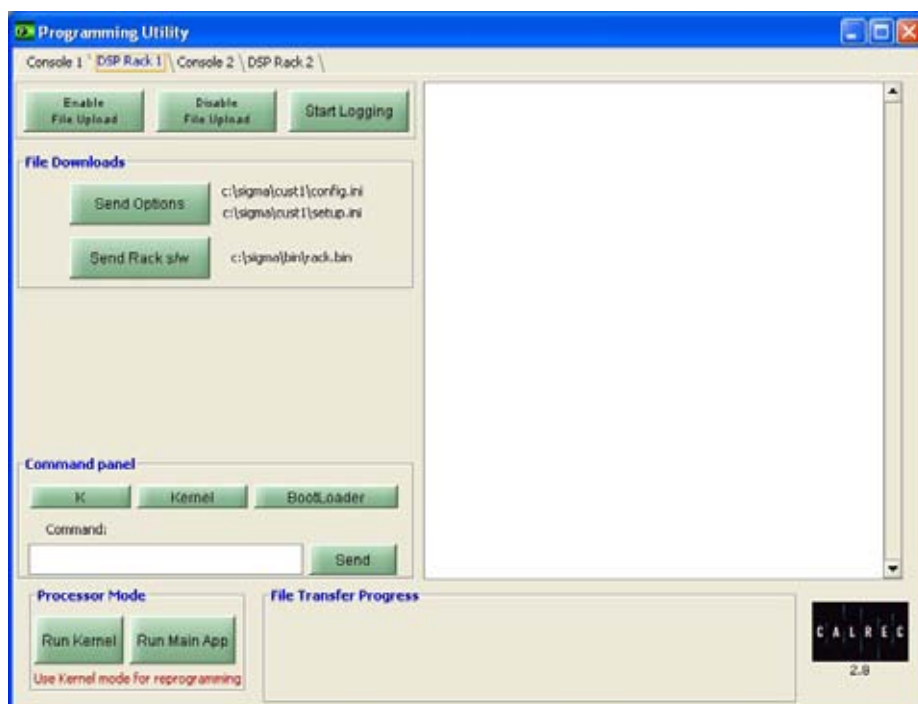 Programming Utility
Console 1 \ DSP Rack 1 \ Console 2 \ DSP Rack 2 \
Enable
File Upload
Disable
File Upload
Start Logging
File Downloads
Send Options
c:\sigma\cust1\config.ini
c:\sigma\cust1\setup.ini
Send Rack s/w
c:\sigma\bin\rack.bin
Command panel
K
Kernel
BootLoader
Command:
Send
Processor Mode
Run Kernel
Run Main App
Use Kernel mode for reprogramming
File Transfer Progress
CALREC
2.8